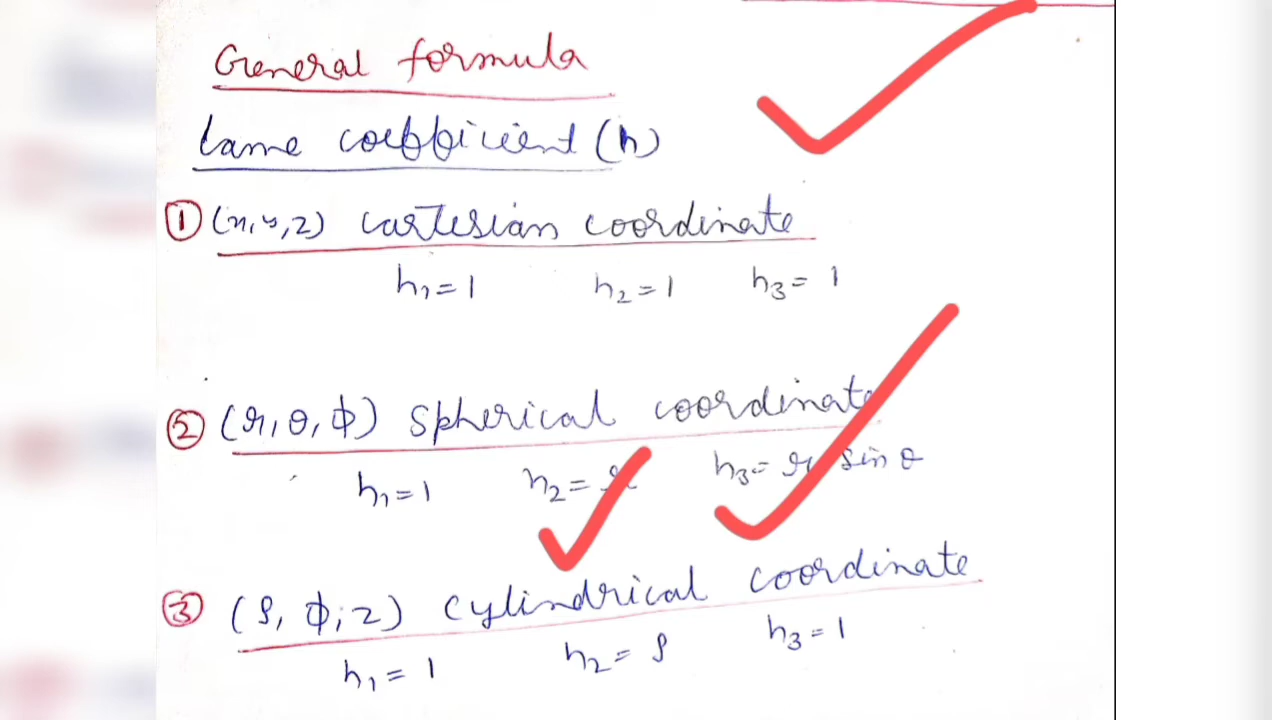 General formula
Lame coefficient (h)
① (x, y, z) cartesian coordinate
h₁ = 1 h₂ = 1 h₃ = 1
② (r, θ, φ) spherical coordinate
h₁ = 1 h₂ = r h₃ = r sin θ
③ (ρ, φ, z) cylindrical coordinate
h₁ = 1 h₂ = ρ h₃ = 1